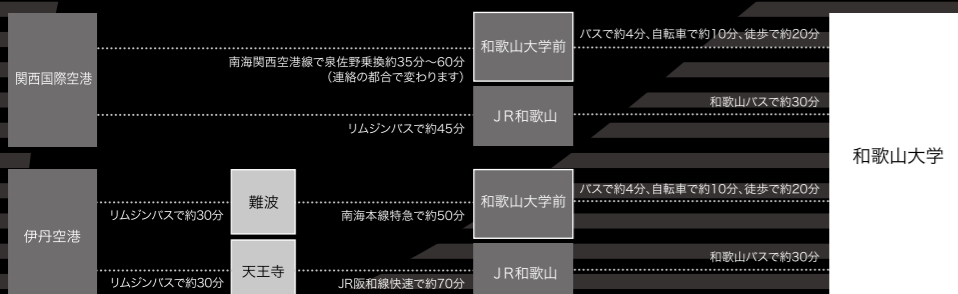 関西国際空港
南海関西空港線で泉佐野乗換約35分～60分
（連絡の都合で変わります）
和歌山大学前
バスで約4分、自転車で約10分、徒歩で約20分
リムジンバスで約45分
JR和歌山
和歌山バスで約30分
和歌山大学
伊丹空港
リムジンバスで約30分
難波
南海本線特急で約50分
和歌山大学前
バスで約4分、自転車で約10分、徒歩で約20分
リムジンバスで約30分
天王寺
JR阪和線快速で約70分
JR和歌山
和歌山バスで約30分